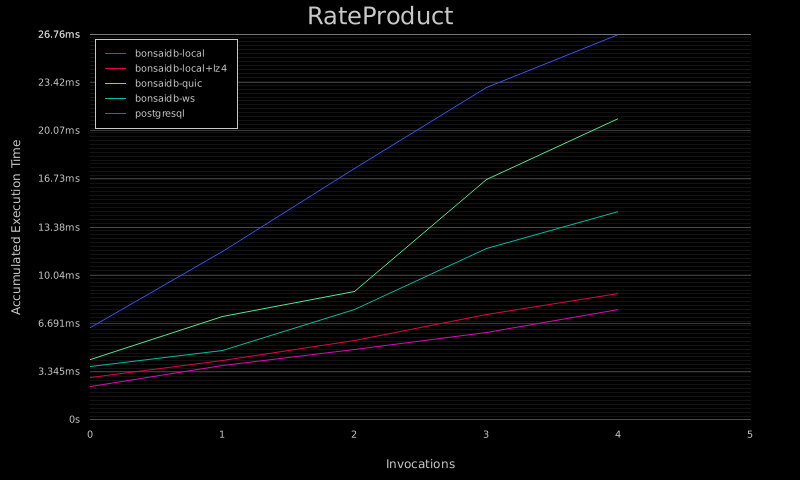 RateProduct
26.76ms
23.42ms
20.07ms
16.73ms
13.38ms
10.04ms
6.691ms
3.345ms
0s
Accumulated Execution Time
bonsaidb-local
bonsaidb-local+lz4
bonsaidb-quic
bonsaidb-ws
postgresql
0 1 2 3 4 5
Invocations